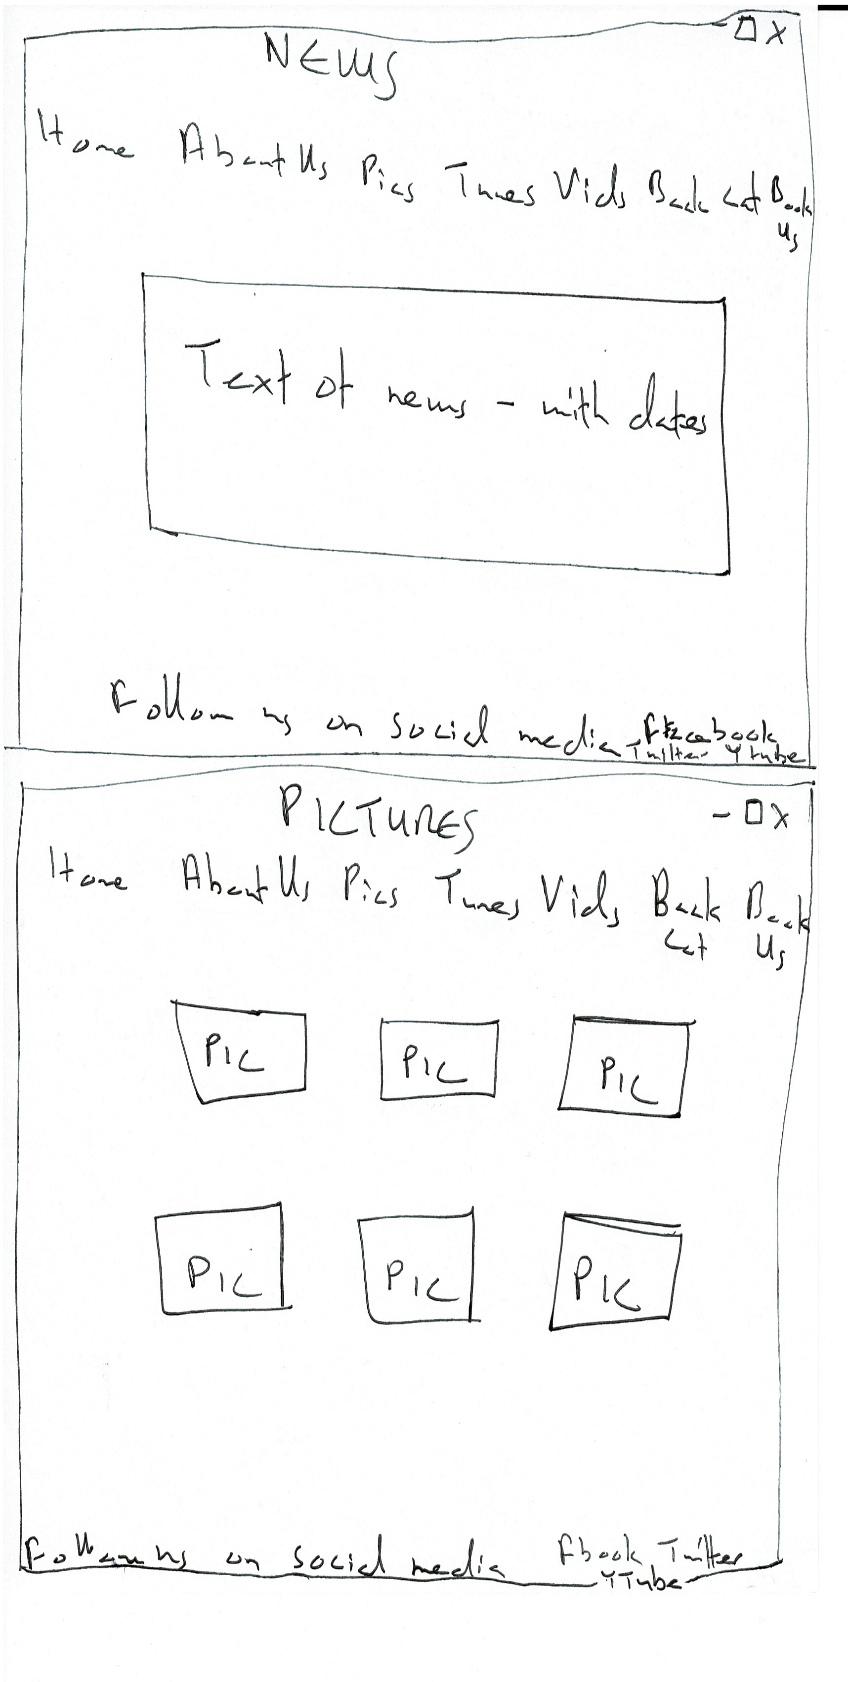 NEWS - □ X
Home About Us Pics Tunes Vids Back Cat Book
Us
Text of news - with dates
Follow us on social media - Facebook
Twitter Ytube
PICTURES - □ X
Home About Us Pics Tunes Vids Back Book
Cat Us
PIC PIC PIC
PIC PIC PIC
Follow us on social media Fbook Twitter
YTube